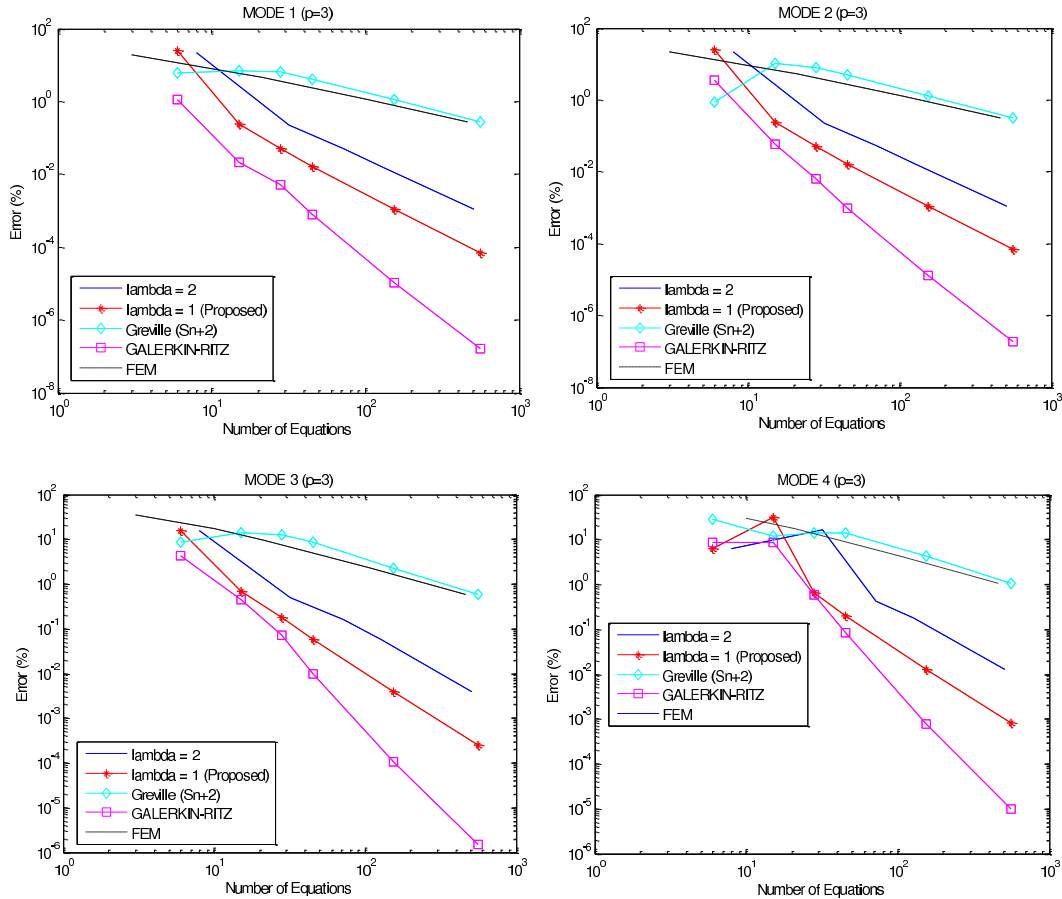 MODE 1 (p=3)
Error (%)
10^2
10^0
10^-2
10^-4
10^-6
10^-8
lambda = 2
lambda = 1 (Proposed)
Greville (Sn+2)
GALERKIN-RITZ
FEM
10^0
10^1
10^2
10^3
Number of Equations
MODE 2 (p=3)
Error (%)
10^2
10^0
10^-2
10^-4
10^-6
10^-8
lambda = 2
lambda = 1 (Proposed)
Greville (Sn+2)
GALERKIN-RITZ
FEM
10^0
10^1
10^2
10^3
Number of Equations
MODE 3 (p=3)
Error (%)
10^2
10^1
10^0
10^-1
10^-2
10^-3
10^-4
10^-5
10^-6
lambda = 2
lambda = 1 (Proposed)
Greville (Sn+2)
GALERKIN-RITZ
FEM
10^0
10^1
10^2
10^3
Number of Equations
MODE 4 (p=3)
Error (%)
10^2
10^1
10^0
10^-1
10^-2
10^-3
10^-4
10^-5
10^-6
lambda = 2
lambda = 1 (Proposed)
Greville (Sn+2)
GALERKIN-RITZ
FEM
10^0
10^1
10^2
10^3
Number of Equations